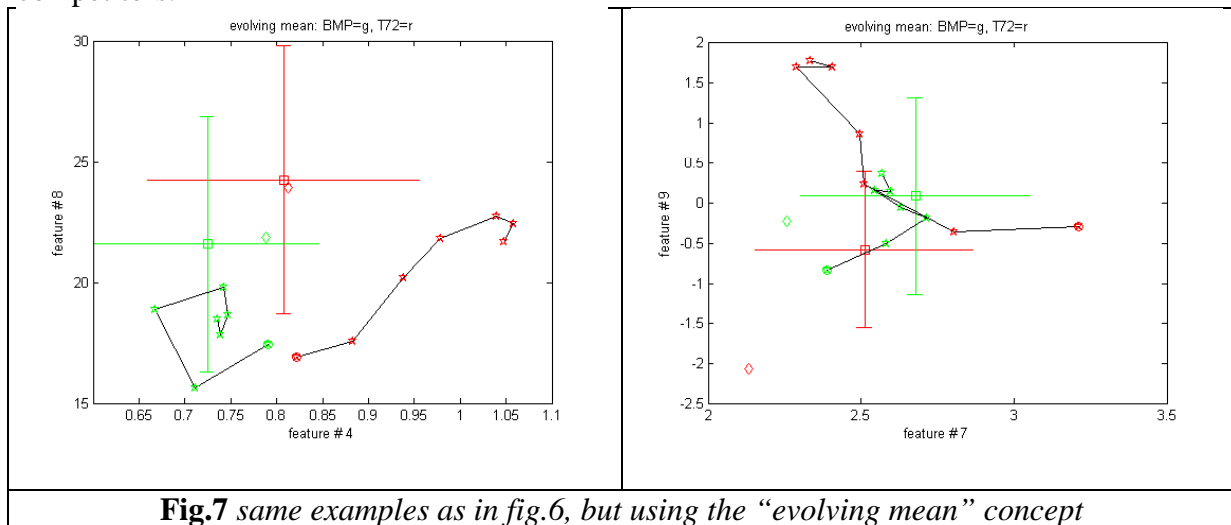 evolving mean: BMP=g, T72=r
30
25
20
15
feature #8
0.65 0.7 0.75 0.8 0.85 0.9 0.95 1 1.05 1.1
feature #4
evolving mean: BMP=g, T72=r
2
1.5
1
0.5
0
-0.5
-1
-1.5
-2
-2.5
feature #9
2 2.5 3 3.5
feature #7
Fig.7 same examples as in fig.6, but using the “evolving mean” concept